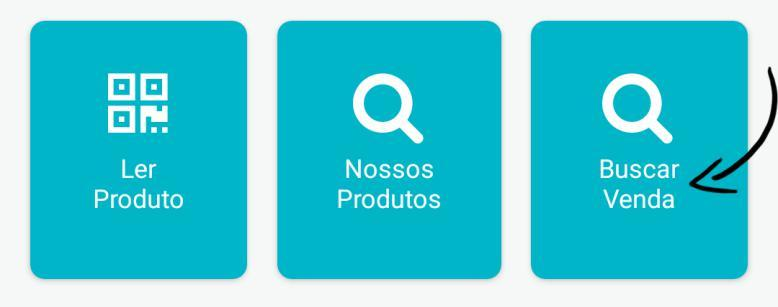 Ler
Produto
Nossos
Produtos
Buscar
Venda